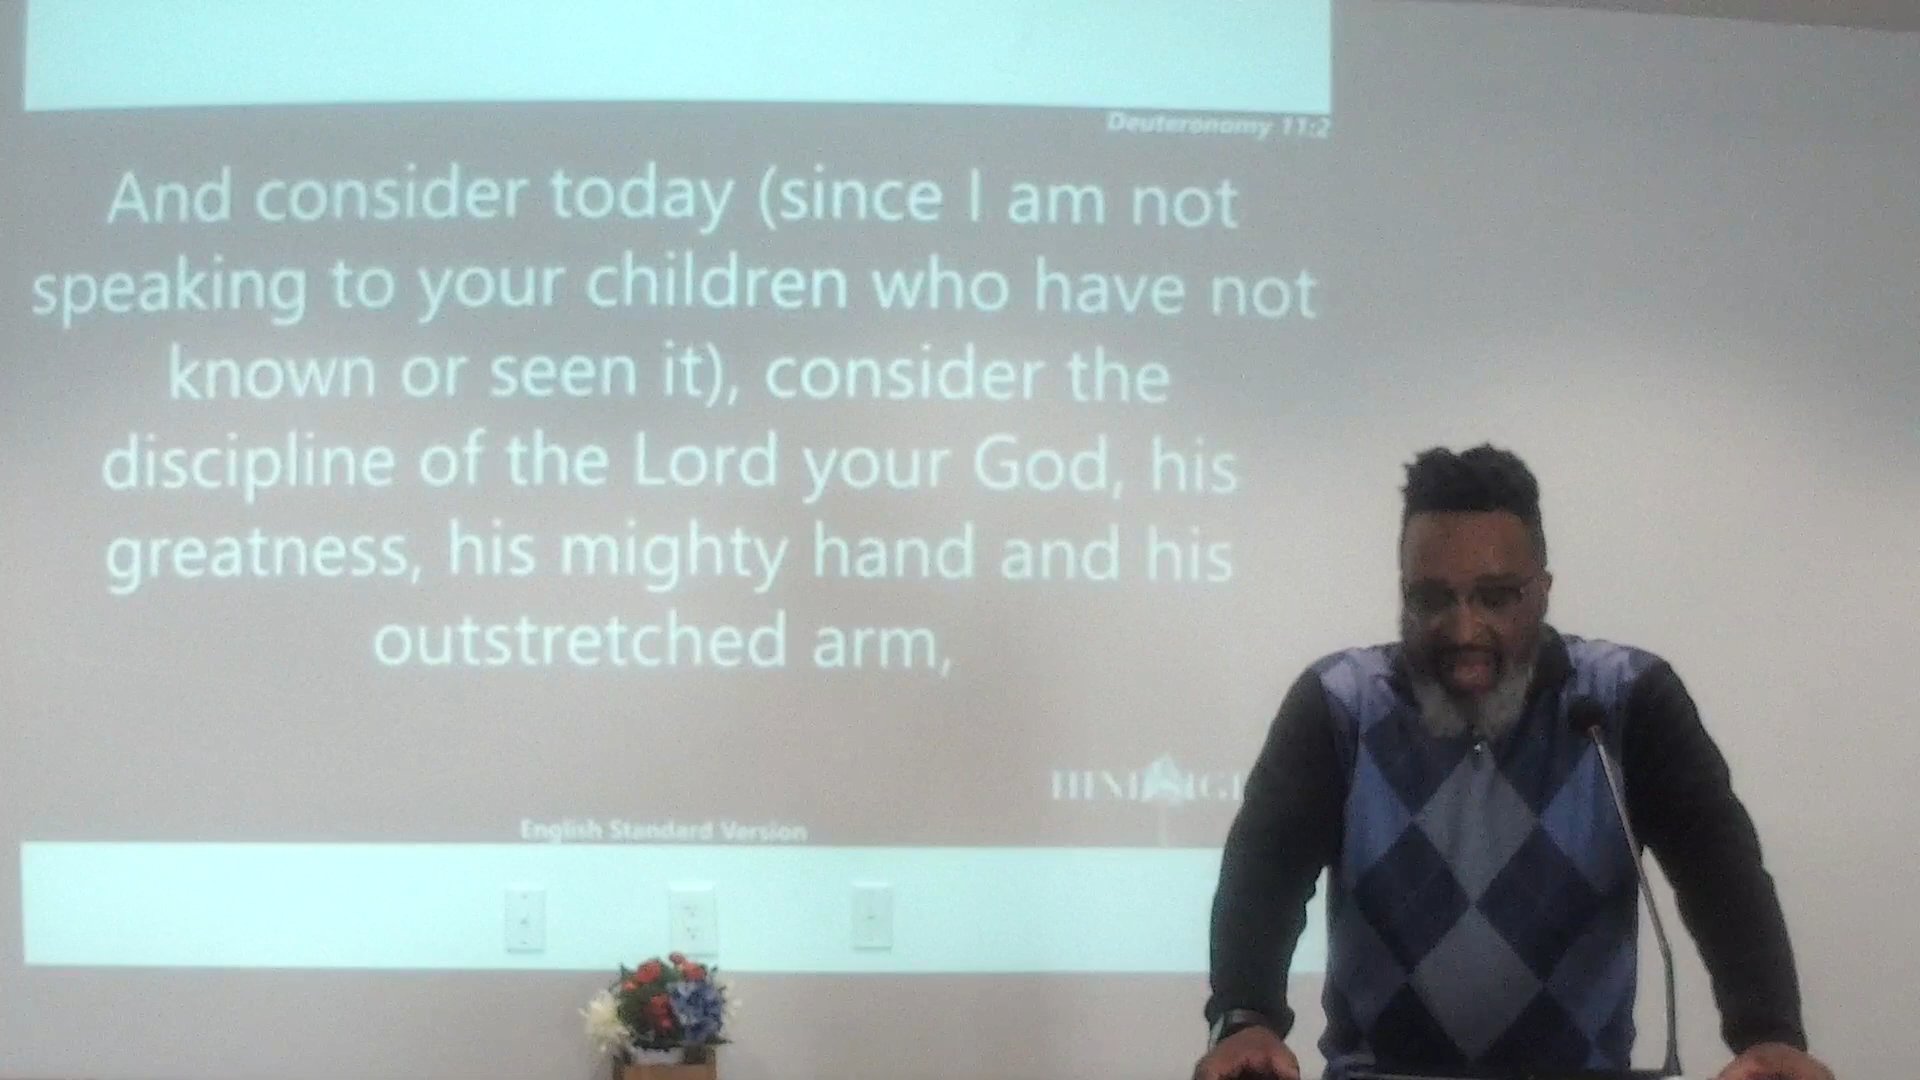 Deuteronomy 11:2
And consider today (since I am not
speaking to your children who have not
known or seen it), consider the
discipline of the Lord your God, his
greatness, his mighty hand and his
outstretched arm,
English Standard Version